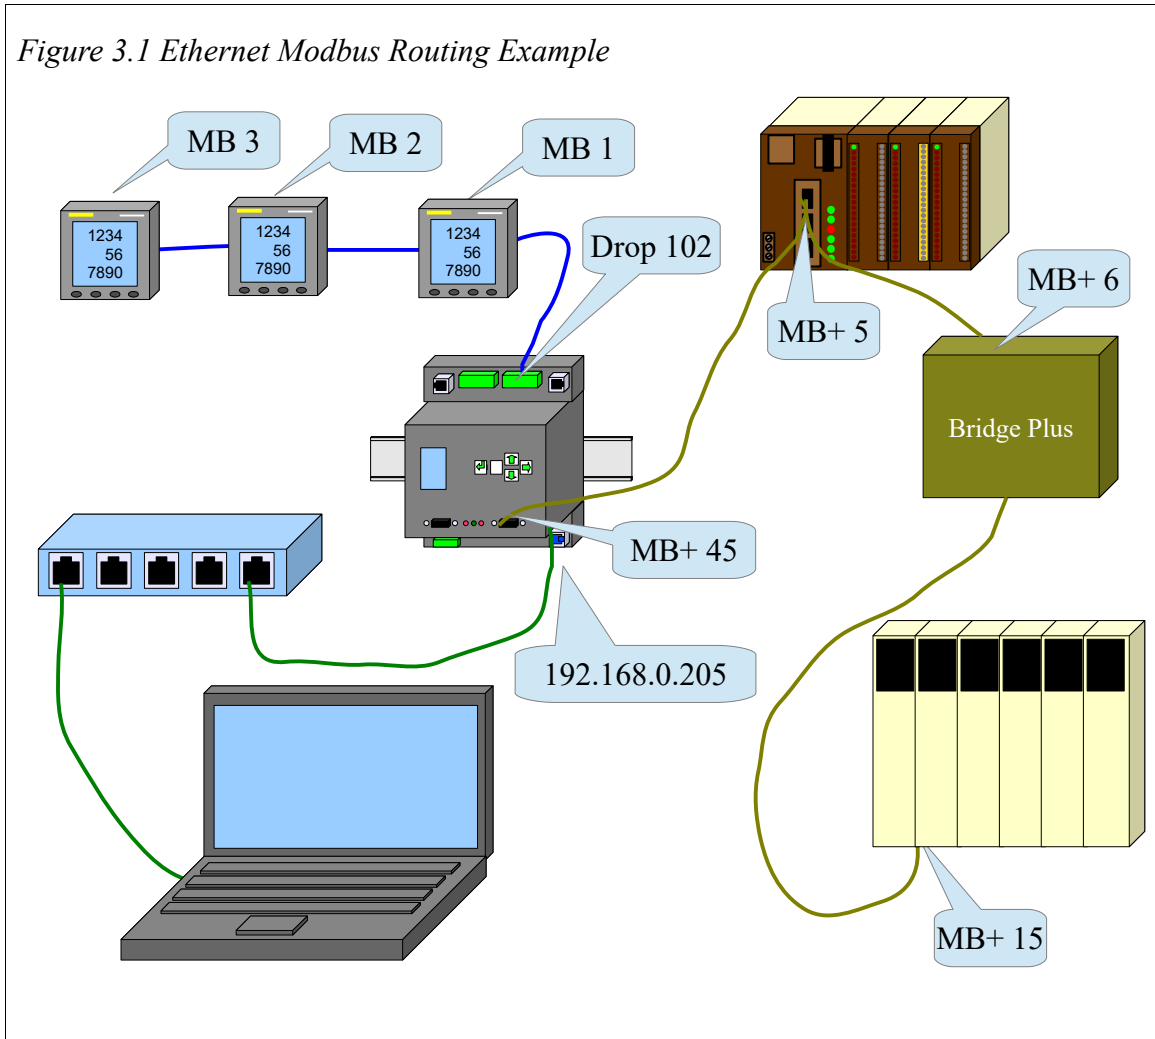 Figure 3.1 Ethernet Modbus Routing Example
MB 3
MB 2
MB 1
1234
56
7890
1234
56
7890
1234
56
7890
Drop 102
MB+ 5
MB+ 6
Bridge Plus
MB+ 45
192.168.0.205
MB+ 15